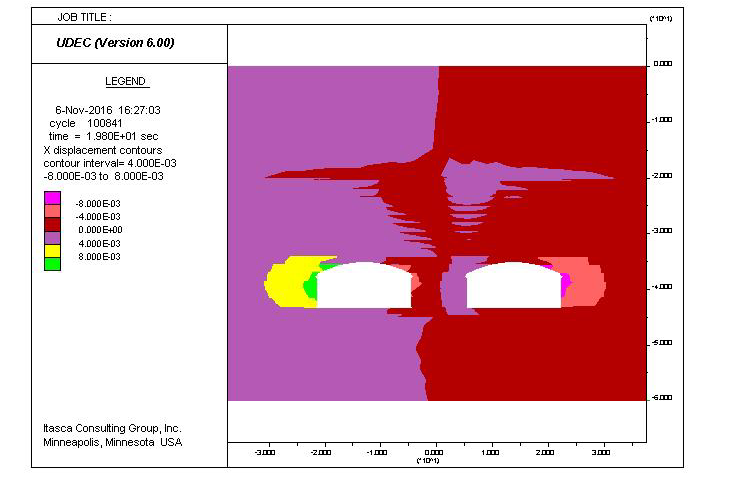 JOB TITLE :
UDEC (Version 6.00)
LEGEND
6-Nov-2016 16:27:03
cycle 100841
time = 1.980E+01 sec
X displacement contours
contour interval= 4.000E-03
-8.000E-03 to 8.000E-03
-8.000E-03
-4.000E-03
0.000E+00
4.000E-03
8.000E-03
Itasca Consulting Group, Inc.
Minneapolis, Minnesota USA
(*10^1)
0.000
-1.000
-2.000
-3.000
-4.000
-5.000
-6.000
-3.000 -2.000 -1.000 0.000 1.000 2.000 3.000
(*10^1)